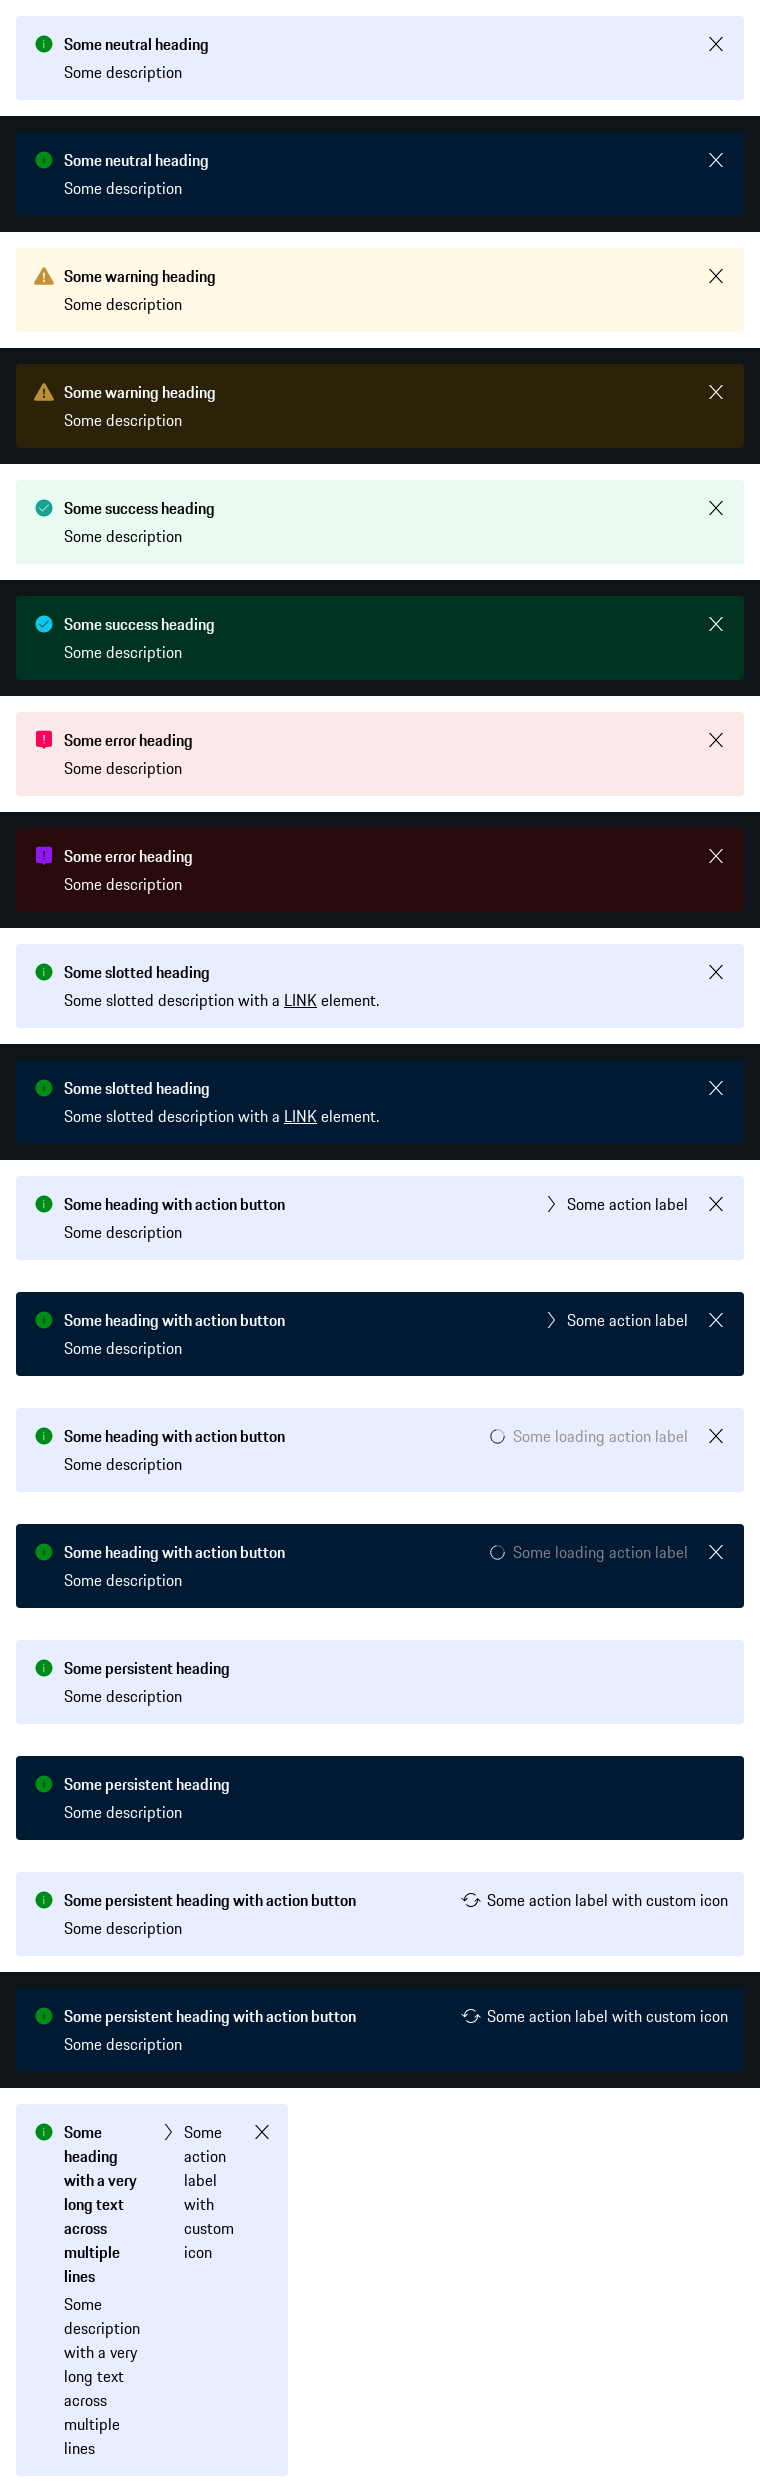 Some neutral heading
Some description
Some neutral heading
Some description
Some warning heading
Some description
Some warning heading
Some description
Some success heading
Some description
Some success heading
Some description
Some error heading
Some description
Some error heading
Some description
Some slotted heading
Some slotted description with a LINK element.
Some slotted heading
Some slotted description with a LINK element.
Some heading with action button
Some action label
Some description
Some heading with action button
Some action label
Some description
Some heading with action button
Some loading action label
Some description
Some heading with action button
Some loading action label
Some description
Some persistent heading
Some description
Some persistent heading
Some description
Some persistent heading with action button
Some action label with custom icon
Some description
Some persistent heading with action button
Some action label with custom icon
Some description
Some
heading
with a very
long text
across
multiple
lines
Some
description
with a very
long text
across
multiple
lines
Some
action
label
with
custom
icon